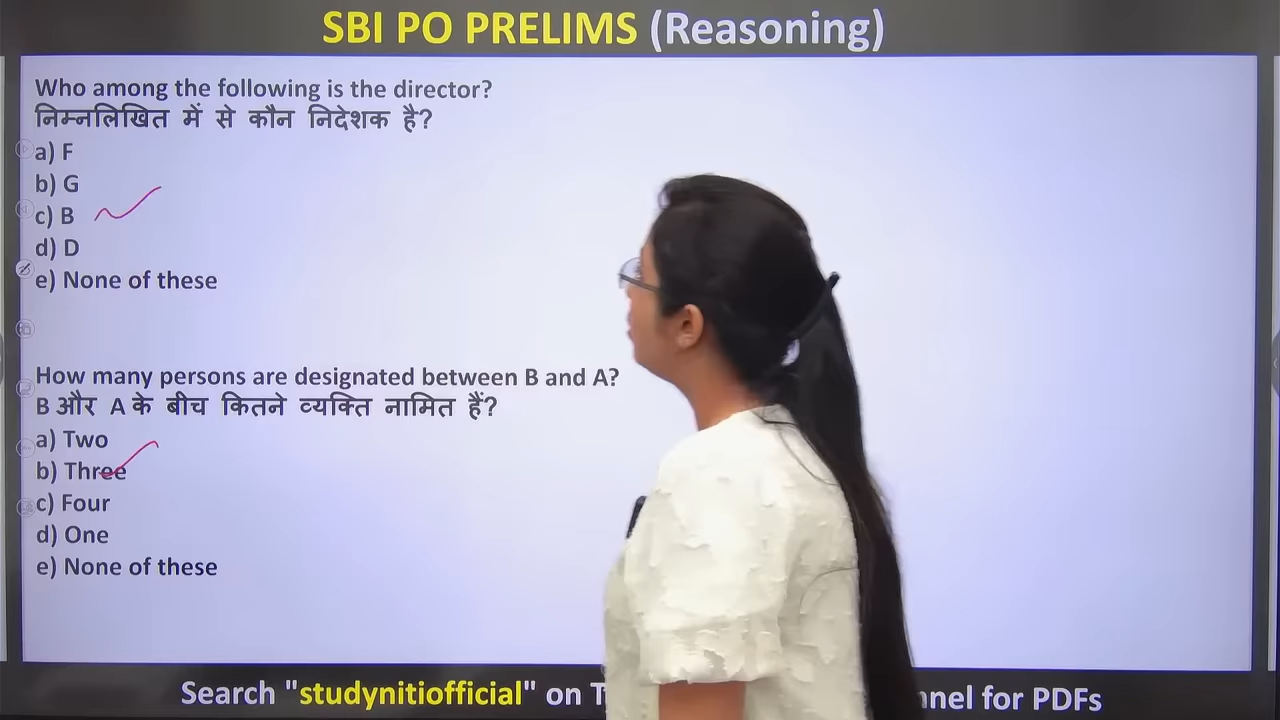 SBI PO PRELIMS (Reasoning)
Who among the following is the director?
निम्नलिखित में से कौन निदेशक है?
a) F
b) G
c) B
d) D
e) None of these
How many persons are designated between B and A?
B और A के बीच कितने व्यक्ति नामित हैं?
a) Two
b) Three
c) Four
d) One
e) None of these
Search "studynitiofficial" on for PDFs